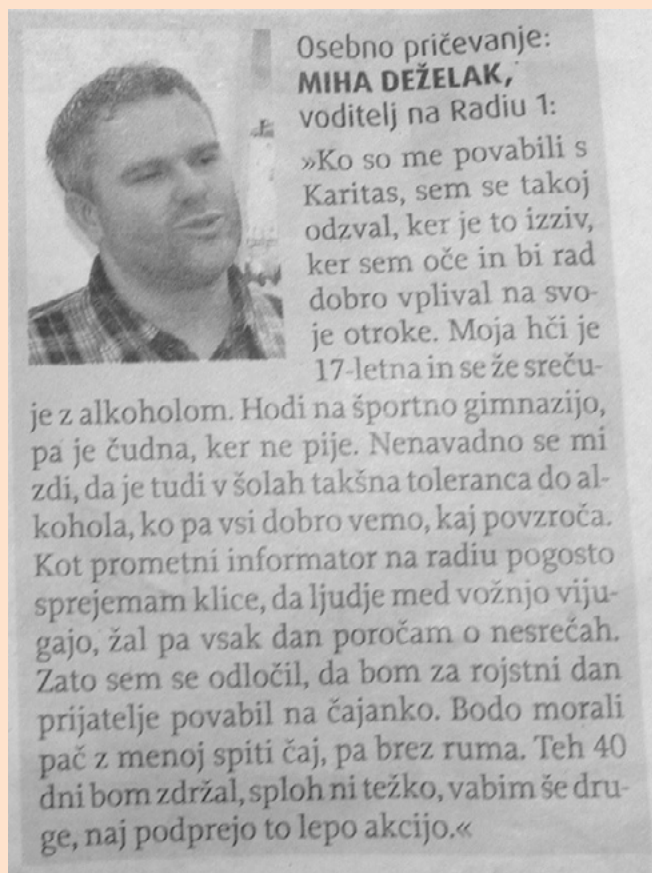 Osebno pričevanje:
MIHA DEŽELAK,
voditelj na Radiu 1:
»Ko so me povabili s
Karitas, sem se takoj
odzval, ker je to izziv,
ker sem oče in bi rad
dobro vplival na svo-
je otroke. Moja hči je
17-letna in se že sreču-
je z alkoholom. Hodi na športno gimnazijo,
pa je čudna, ker ne pije. Nenavadno se mi
zdi, da je tudi v šolah takšna toleranca do al-
kohola, ko pa vsi dobro vemo, kaj povzroča.
Kot prometni informator na radiu pogosto
sprejemam klice, da ljudje med vožnjo viju-
gajo, žal pa vsak dan poročam o nesrečah.
Zato sem se odločil, da bom za rojstni dan
prijatelje povabil na čajanko. Bodo morali
pač z menoj spiti čaj, pa brez ruma. Teh 40
dni bom zdržal, sploh ni težko, vabim še dru-
ge, naj podprejo to lepo akcijo.«